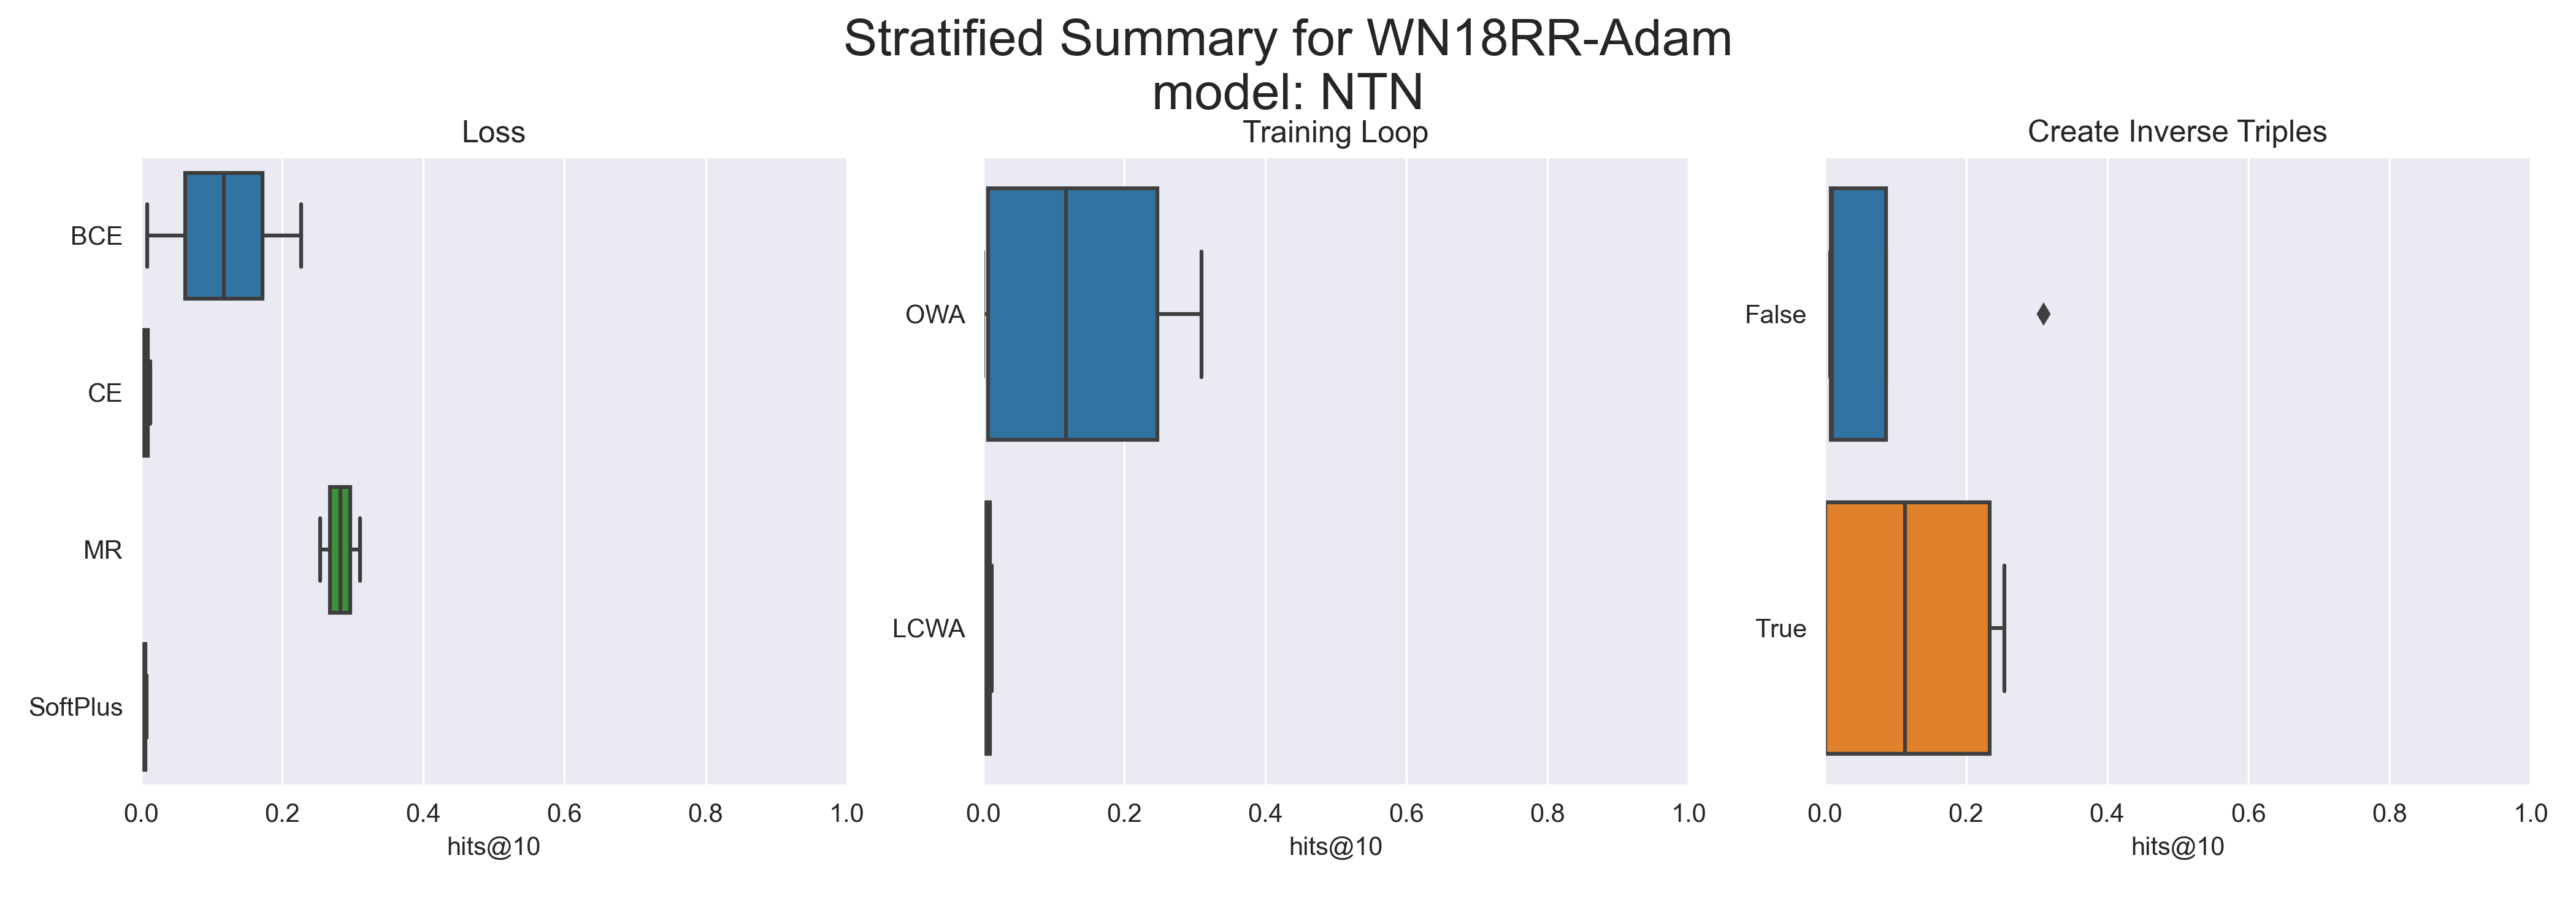 Stratified Summary for WN18RR-Adam
model: NTN
Loss
BCE
CE
MR
SoftPlus
0.0 0.2 0.4 0.6 0.8 1.0
hits@10
Training Loop
OWA
LCWA
0.0 0.2 0.4 0.6 0.8 1.0
hits@10
Create Inverse Triples
False
True
0.0 0.2 0.4 0.6 0.8 1.0
hits@10